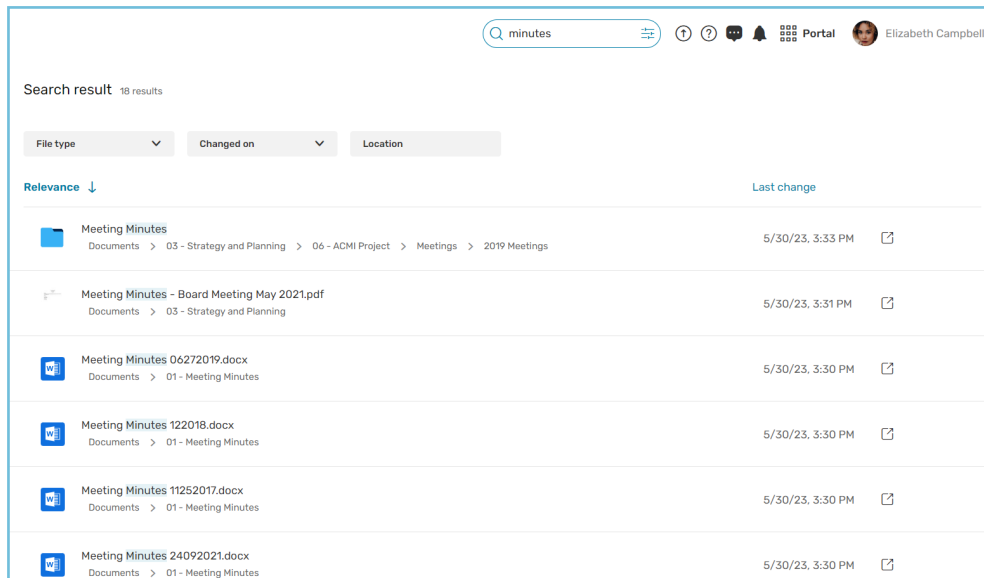 minutes
Portal
Elizabeth Campbell
Search result 18 results
File type Changed on Location
Relevance Last change
Meeting Minutes
Documents > 03 - Strategy and Planning > 06 - ACMI Project > Meetings > 2019 Meetings
5/30/23, 3:33 PM
Meeting Minutes - Board Meeting May 2021.pdf
Documents > 03 - Strategy and Planning
5/30/23, 3:31 PM
Meeting Minutes 06272019.docx
Documents > 01 - Meeting Minutes
5/30/23, 3:30 PM
Meeting Minutes 122018.docx
Documents > 01 - Meeting Minutes
5/30/23, 3:30 PM
Meeting Minutes 11252017.docx
Documents > 01 - Meeting Minutes
5/30/23, 3:30 PM
Meeting Minutes 24092021.docx
Documents > 01 - Meeting Minutes
5/30/23, 3:30 PM